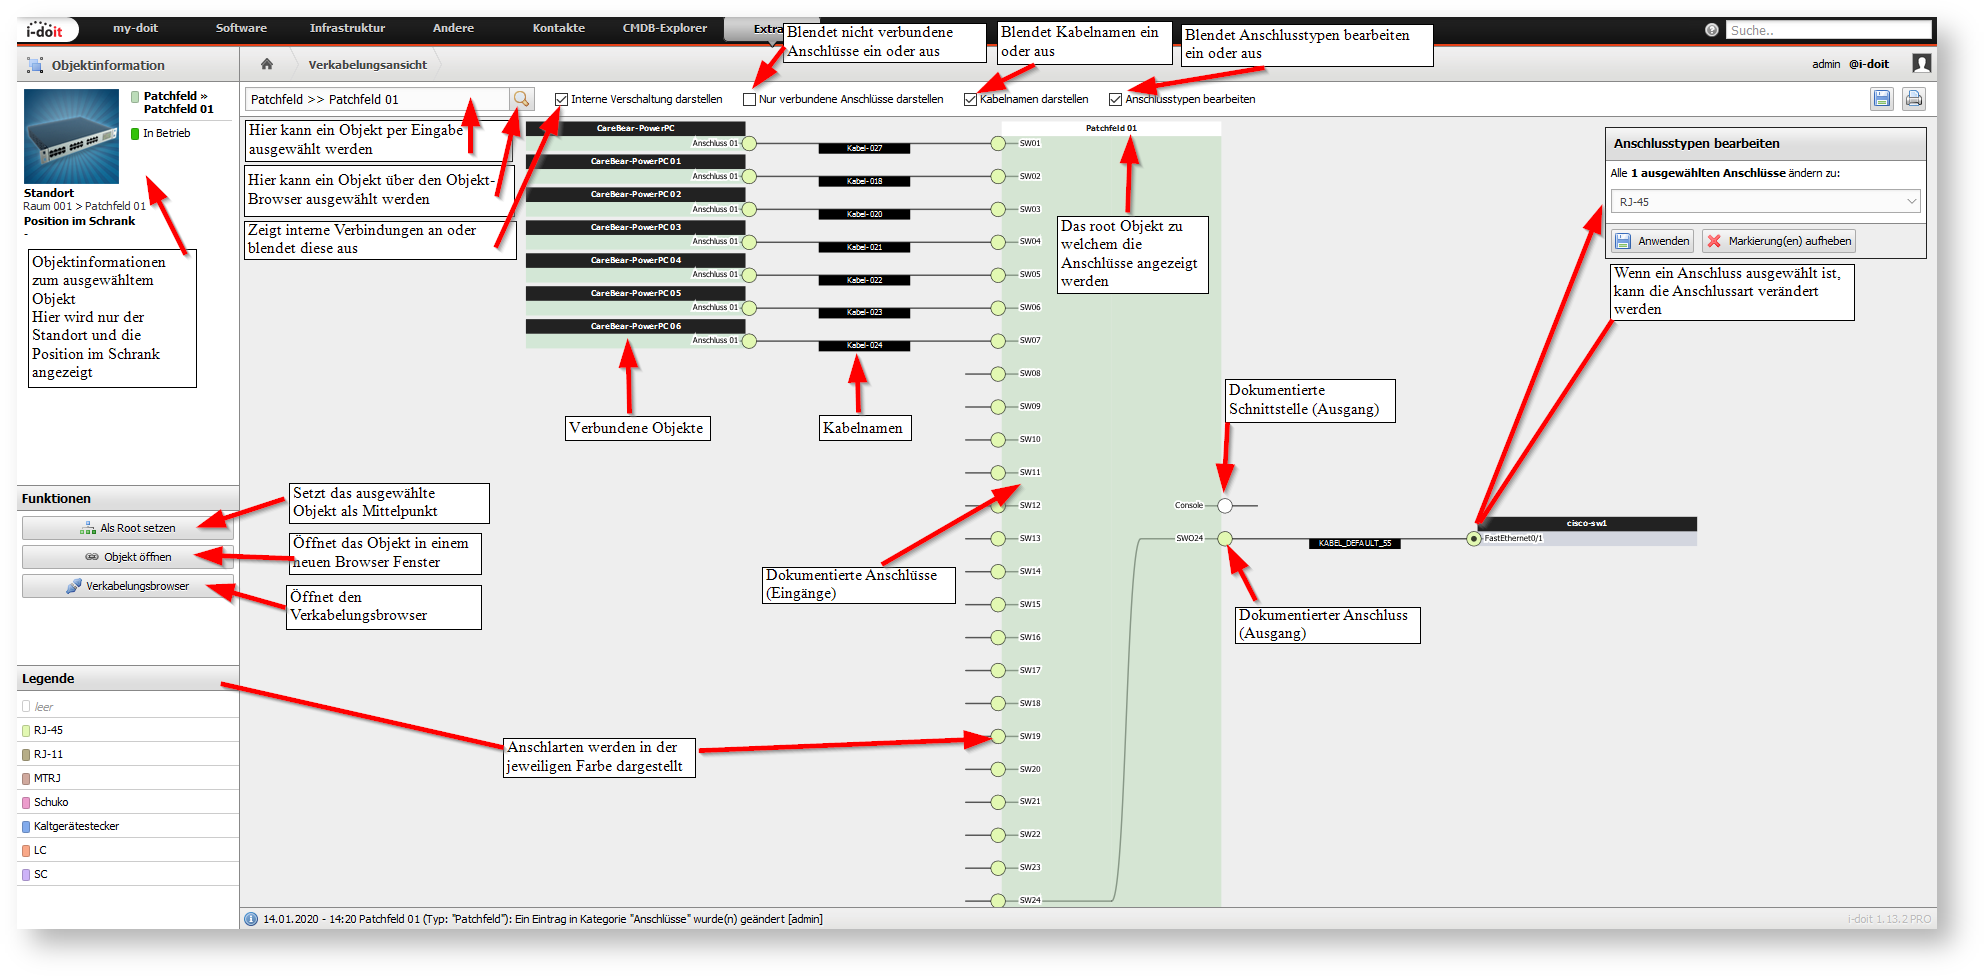 i-doit
my-doit
Software
Infrastruktur
Andere
Kontakte
CMDB-Explorer
Extra
Suche..
Blendet nicht verbundene
Anschlüsse ein oder aus
Blendet Kabelnamen ein
oder aus
Blendet Anschlusstypen bearbeiten
ein oder aus
Objektinformation
Verkabelungsansicht
admin @i-doit
Patchfeld »
Patchfeld 01
In Betrieb
Standort
Raum 001 > Patchfeld 01
Position im Schrank
-
Objektinformationen
zum ausgewähltem
Objekt
Hier wird nur der
Standort und die
Position im Schrank
angezeigt
Patchfeld >> Patchfeld 01
Interne Verschaltung darstellen
Nur verbundene Anschlüsse darstellen
Kabelnamen darstellen
Anschlusstypen bearbeiten
Hier kann ein Objekt per Eingabe
ausgewählt werden
Hier kann ein Objekt über den Objekt-
Browser ausgewählt werden
Zeigt interne Verbindungen an oder
blendet diese aus
CareBear-PowerPC
Anschluss 01
Kabel-027
CareBear-PowerPC 01
Anschluss 01
Kabel-018
CareBear-PowerPC 02
Anschluss 01
Kabel-020
CareBear-PowerPC 03
Anschluss 01
Kabel-021
CareBear-PowerPC 04
Anschluss 01
Kabel-022
CareBear-PowerPC 05
Anschluss 01
Kabel-023
CareBear-PowerPC 06
Anschluss 01
Kabel-024
Verbundene Objekte
Kabelnamen
Patchfeld 01
SW01
SW02
SW03
SW04
SW05
SW06
SW07
SW08
SW09
SW10
SW11
SW12
SW13
SW14
SW15
SW16
SW17
SW18
SW19
SW20
SW21
SW22
SW23
SW24
Das root Objekt zu
welchem die
Anschlüsse angezeigt
werden
Anschlusstypen bearbeiten
Alle 1 ausgewählten Anschlüsse ändern zu:
RJ-45
Anwenden
Markierung(en) aufheben
Wenn ein Anschluss ausgewählt ist,
kann die Anschlussart verändert
werden
Dokumentierte
Schnittstelle (Ausgang)
Console
SWO24
KABEL_DEFAULT_55
cisco-sw1
FastEthernet0/1
Dokumentierte Anschlüsse
(Eingänge)
Dokumentierter Anschluss
(Ausgang)
Funktionen
Als Root setzen
Objekt öffnen
Verkabelungsbrowser
Setzt das ausgewählte
Objekt als Mittelpunkt
Öffnet das Objekt in einem
neuen Browser Fenster
Öffnet den
Verkabelungsbrowser
Legende
leer
RJ-45
RJ-11
MTRJ
Schuko
Kaltgerätestecker
LC
SC
Anschlarten werden in der
jeweiligen Farbe dargestellt
14.01.2020 - 14:20 Patchfeld 01 (Typ: "Patchfeld"): Ein Eintrag in Kategorie "Anschlüsse" wurde(n) geändert [admin]
i-doit 1.13.2 PRO